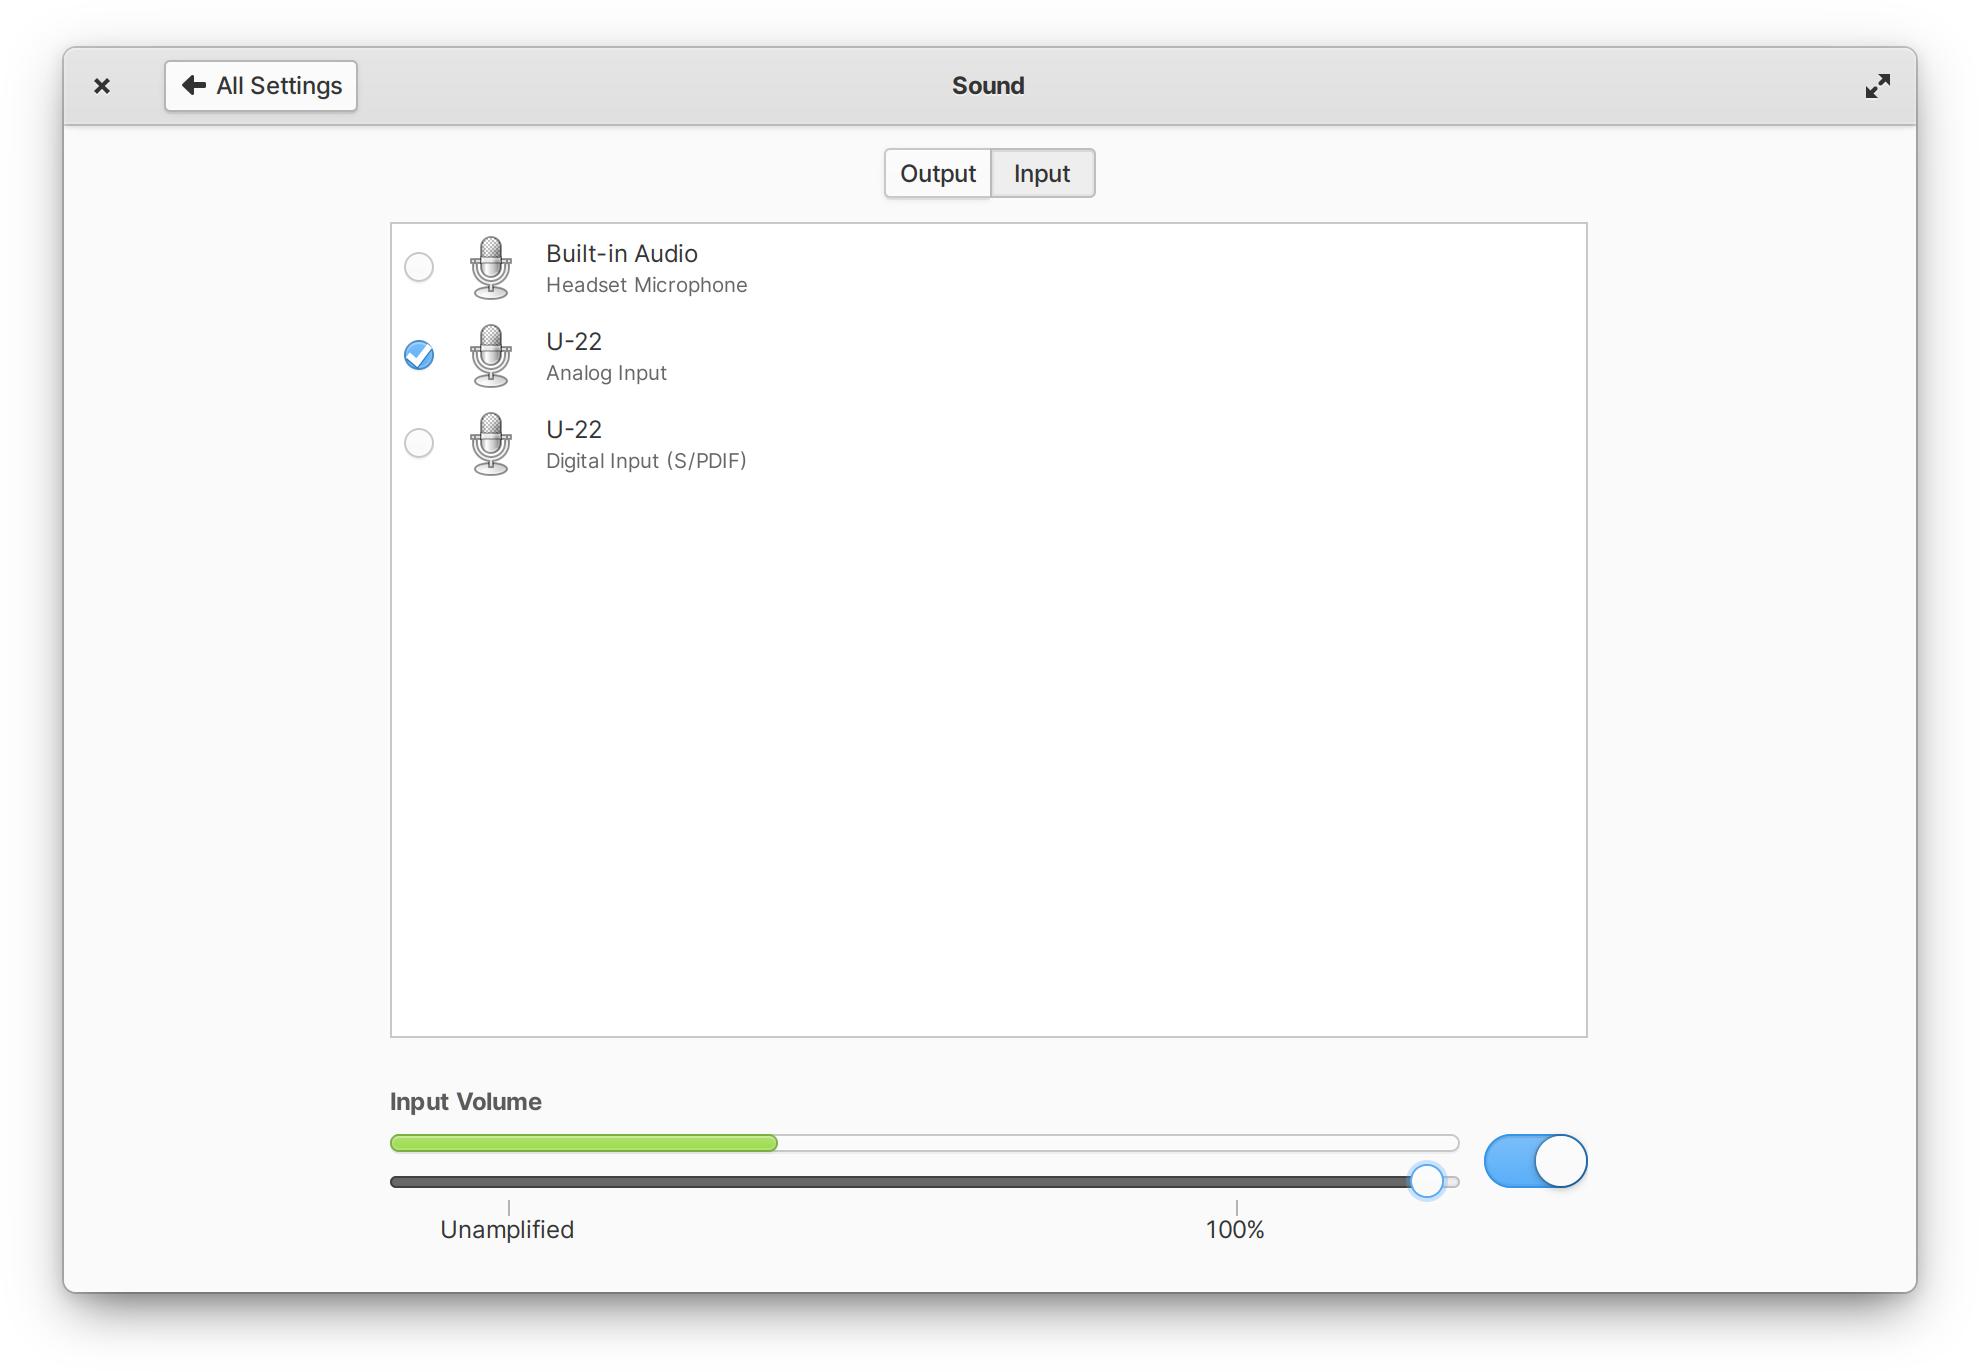 All Settings
Sound
Output
Input
Built-in Audio
Headset Microphone
U-22
Analog Input
U-22
Digital Input (S/PDIF)
Input Volume
Unamplified
100%